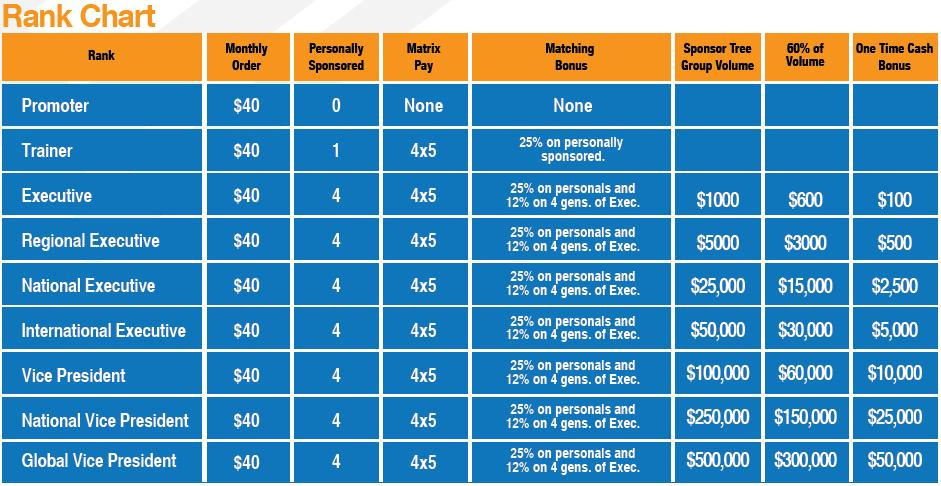 Rank Chart
Rank Monthly Order Personally Sponsored Matrix Pay Matching Bonus Sponsor Tree Group Volume 60% of Volume One Time Cash Bonus
Promoter $40 0 None None
Trainer $40 1 4x5 25% on personally sponsored.
Executive $40 4 4x5 25% on personals and 12% on 4 gens. of Exec. $1000 $600 $100
Regional Executive $40 4 4x5 25% on personals and 12% on 4 gens. of Exec. $5000 $3000 $500
National Executive $40 4 4x5 25% on personals and 12% on 4 gens. of Exec. $25,000 $15,000 $2,500
International Executive $40 4 4x5 25% on personals and 12% on 4 gens. of Exec. $50,000 $30,000 $5,000
Vice President $40 4 4x5 25% on personals and 12% on 4 gens. of Exec. $100,000 $60,000 $10,000
National Vice President $40 4 4x5 25% on personals and 12% on 4 gens. of Exec. $250,000 $150,000 $25,000
Global Vice President $40 4 4x5 25% on personals and 12% on 4 gens. of Exec. $500,000 $300,000 $50,000